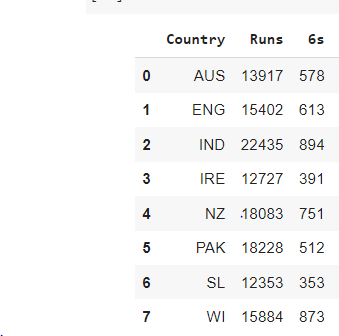 Country Runs 6s
0 AUS 13917 578
1 ENG 15402 613
2 IND 22435 894
3 IRE 12727 391
4 NZ 18083 751
5 PAK 18228 512
6 SL 12353 353
7 WI 15884 873